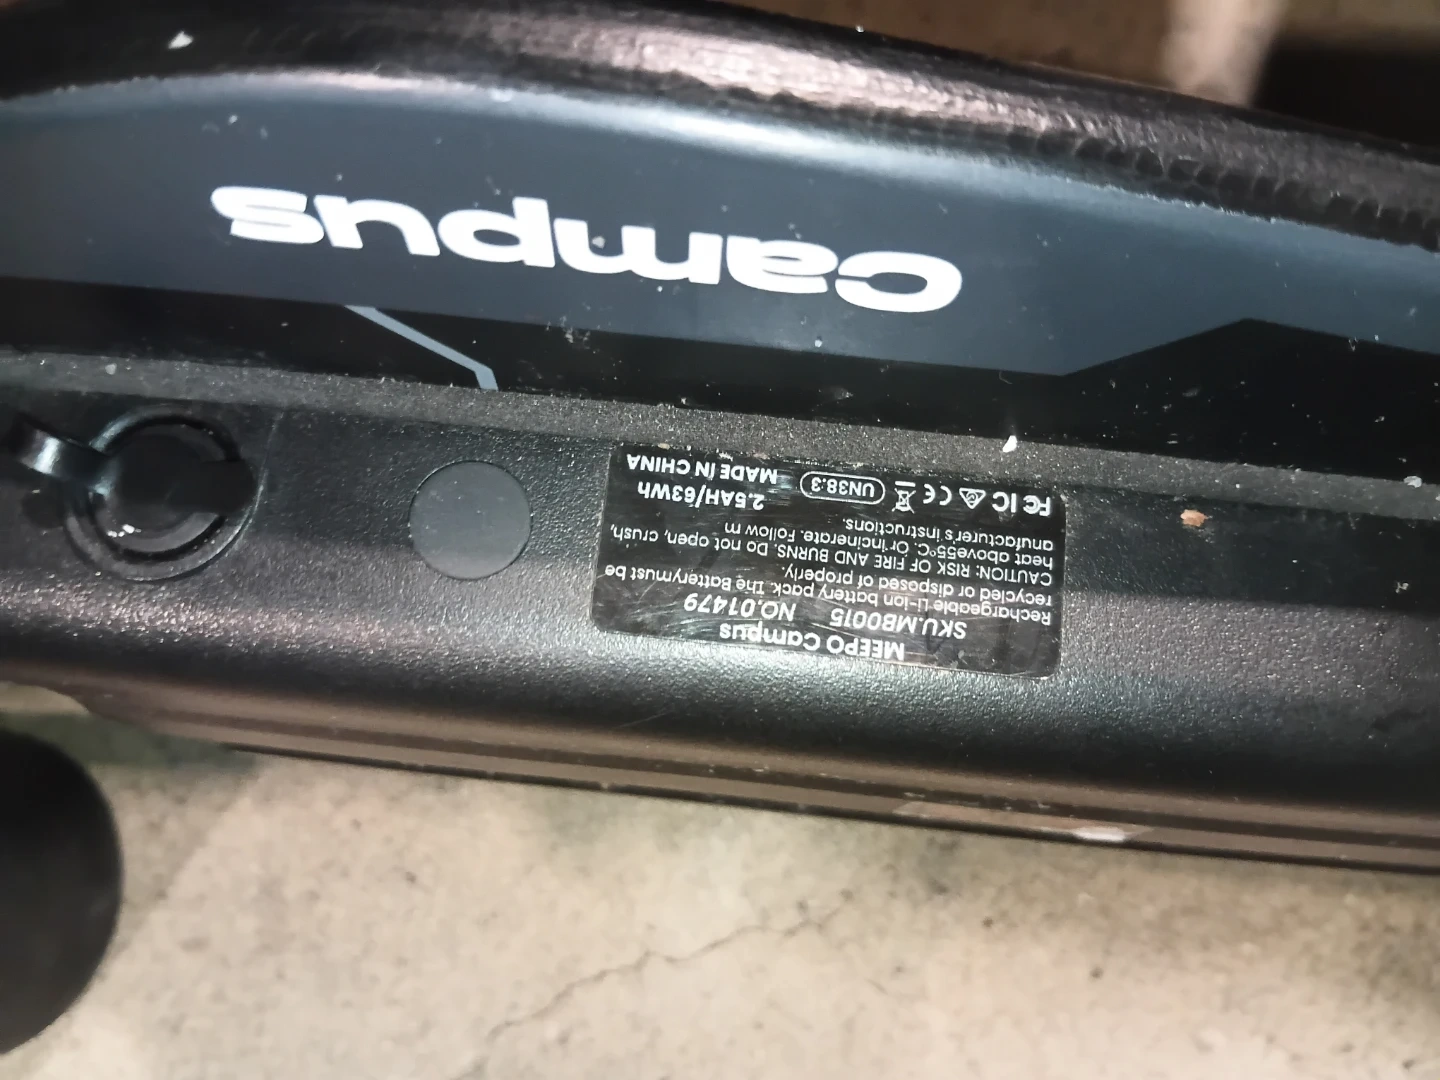 Campus
MEEPO Campus
SKU.MB0015 NO.01479
Rechargeable Li-ion battery pack. The Batterymust be
recycled or disposed of properly.
CAUTION: RISK OF FIRE AND BURNS. Do not open, crush,
heat above55°C. Or incinerate. Follow m
anufacturer's instructions.
FC IC CE UN38.3 2.5AH/63Wh
MADE IN CHINA